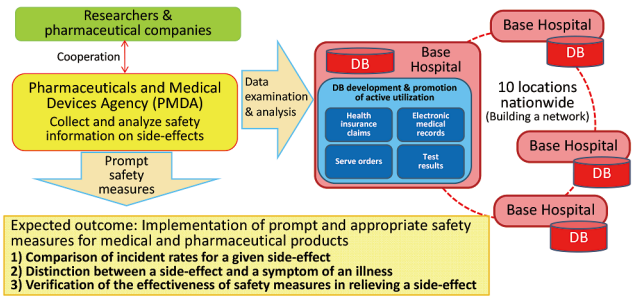 Researchers &
pharmaceutical companies
Cooperation
Pharmaceuticals and Medical
Devices Agency (PMDA)
Collect and analyze safety
information on side-effects
Prompt
safety
measures
Data
examination
& analysis
DB
Base
Hospital
DB development & promotion
of active utilization
Health
insurance
claims
Electronic
medical
records
Serve orders
Test
results
Base Hospital
DB
10 locations
nationwide
(Building a network)
Base Hospital
DB
Base Hospital
DB
Expected outcome: Implementation of prompt and appropriate safety
measures for medical and pharmaceutical products
1) Comparison of incident rates for a given side-effect
2) Distinction between a side-effect and a symptom of an illness
3) Verification of the effectiveness of safety measures in relieving a side-effect